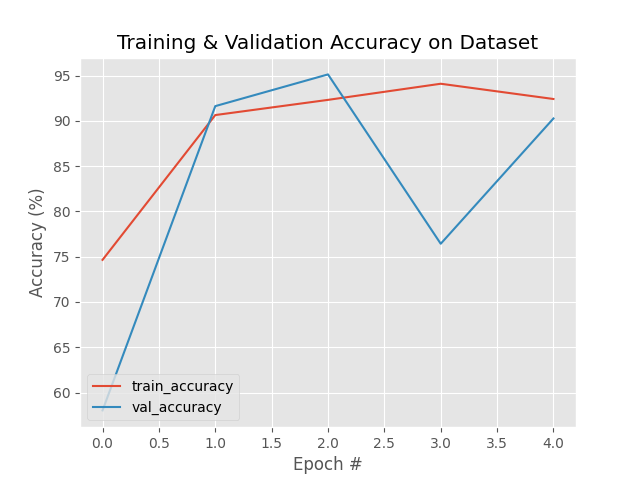 Training & Validation Accuracy on Dataset
Accuracy (%)
95
90
85
80
75
70
65
60
train_accuracy
val_accuracy
0.0 0.5 1.0 1.5 2.0 2.5 3.0 3.5 4.0
Epoch #